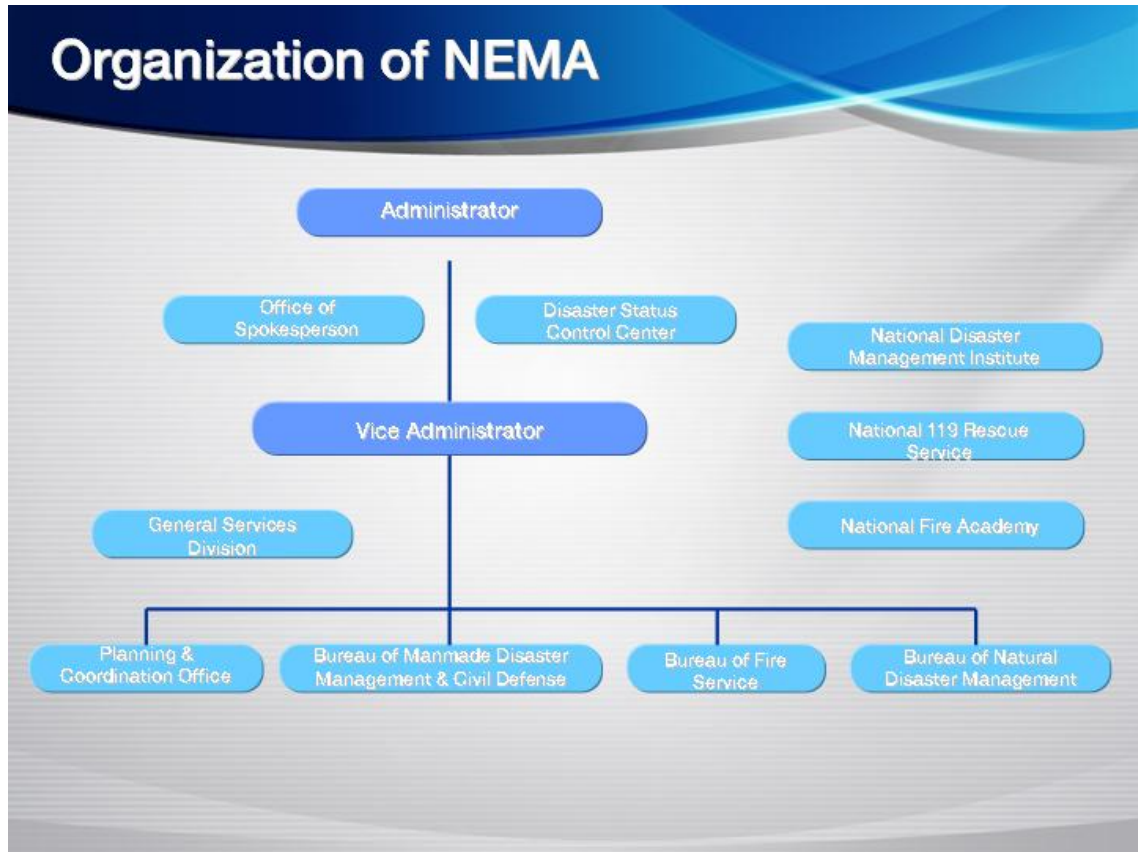 Organization of NEMA
Administrator
Office of
Spokesperson
Disaster Status
Control Center
National Disaster
Management Institute
Vice Administrator
National 119 Rescue
Service
General Services
Division
National Fire Academy
Planning &
Coordination Office
Bureau of Manmade Disaster
Management & Civil Defense
Bureau of Fire
Service
Bureau of Natural
Disaster Management